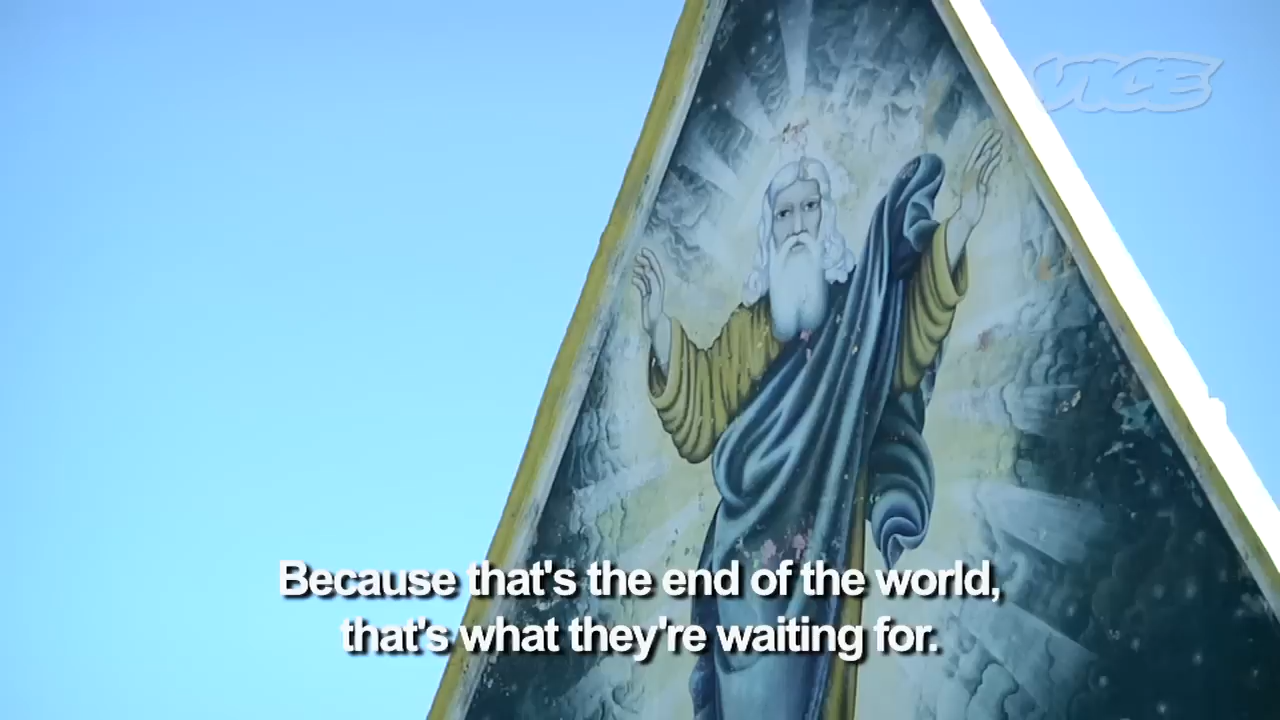 VICE
Because that's the end of the world,
that's what they're waiting for.